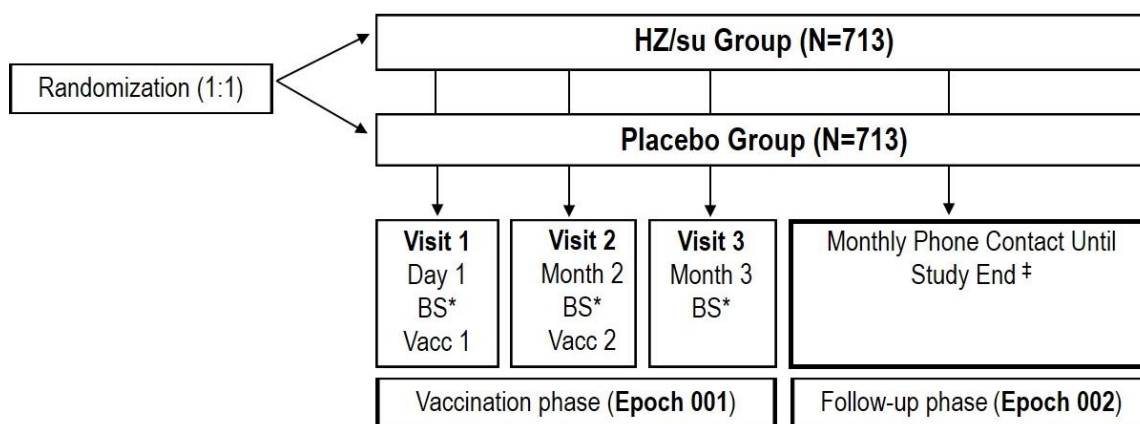 HZ/su Group (N=713)
Randomization (1:1)
Placebo Group (N=713)
Visit 1
Day 1
BS*
Vacc 1
Visit 2
Month 2
BS*
Vacc 2
Visit 3
Month 3
BS*
Monthly Phone Contact Until
Study End ‡
Vaccination phase (Epoch 001)
Follow-up phase (Epoch 002)